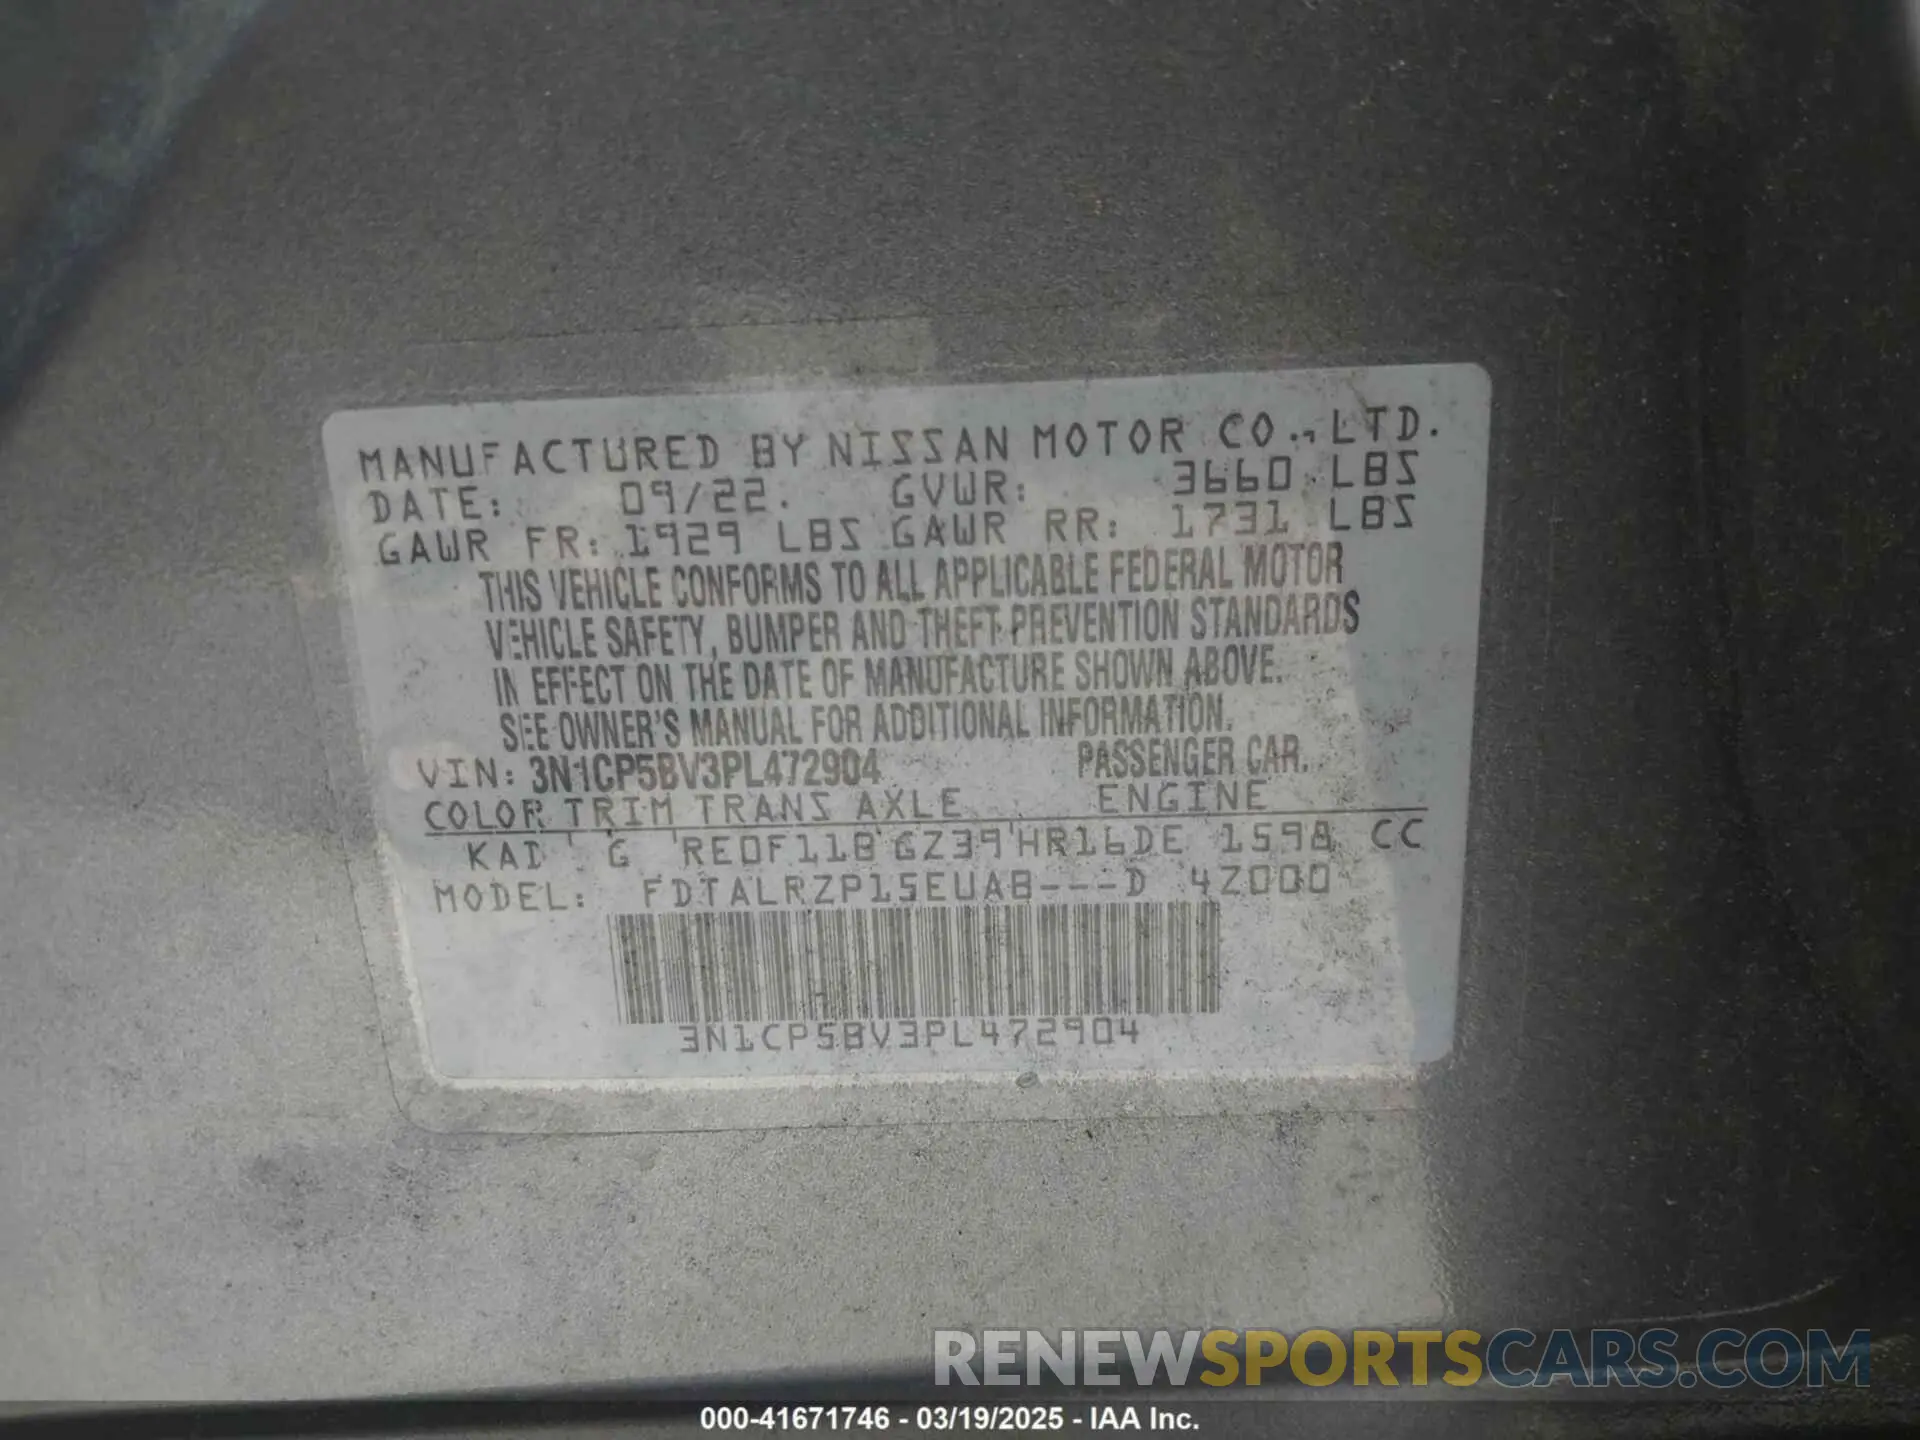 MANUFACTURED BY NISSAN MOTOR CO., LTD.
DATE: 09/22. GVWR: 3660 LBS
GAWR FR: 1929 LBS GAWR RR: 1731 LBS
THIS VEHICLE CONFORMS TO ALL APPLICABLE FEDERAL MOTOR
VEHICLE SAFETY, BUMPER AND THEFT PREVENTION STANDARDS
IN EFFECT ON THE DATE OF MANUFACTURE SHOWN ABOVE.
SEE OWNER'S MANUAL FOR ADDITIONAL INFORMATION.
VIN: 3N1CP5BV3PL472904 PASSENGER CAR.
COLOR TRIM TRANS AXLE ENGINE
KAD G RE0F11B GZ39 HR16DE 1598 CC
MODEL: FDTALRZP15EUAB---D 4Z000
3N1CP5BV3PL472904
RENEWSPORTSCARS.COM
000-41671746 - 03/19/2025 - IAA Inc.